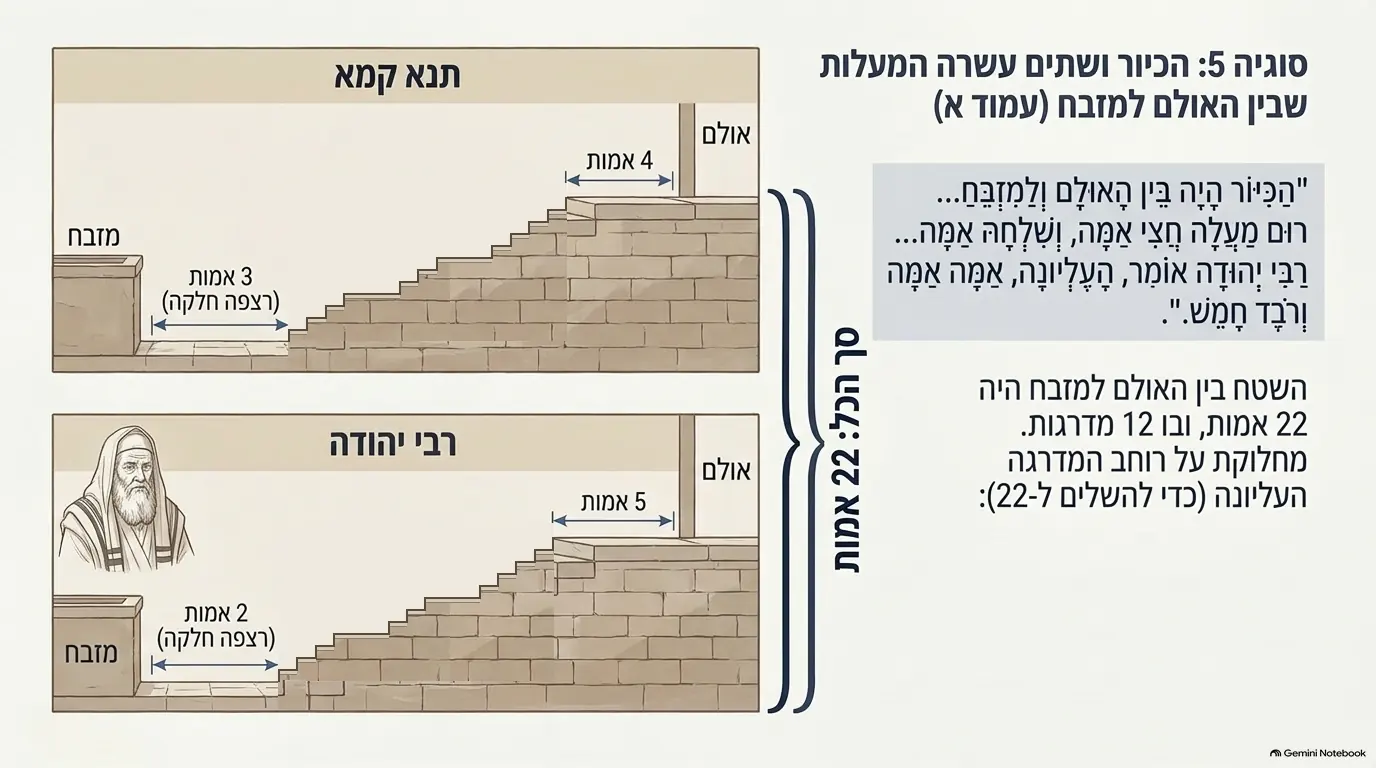 סוגיה 5: הכיור ושתים עשרה המעלות
שבין האולם למזבח (עמוד א)
"הַכִּיּוֹר הָיָה בֵּין הָאוּלָם וְלַמִזְבֵּחַ...
רוּם מַעֲלָה חֲצִי אַמָּה, וְשִׁלְחָהּ אַמָּה...
רַבִּי יְהוּדָה אוֹמֵר, הָעֶלְיוֹנָה, אַמָּה אַמָּה
וְרֹבָד חָמֵשׁ.".
השטח בין האולם למזבח היה
22 אמות, ובו 12 מדרגות.
מחלוקת על רוחב המדרגה
העליונה (כדי להשלים ל-22):
סך הכל: 22 אמות
תנא קמא
אולם
4 אמות
מזבח
3 אמות
(רצפה חלקה)
רבי יהודה
אולם
5 אמות
2 אמות
(רצפה חלקה)
מזבח
Gemini Notebook